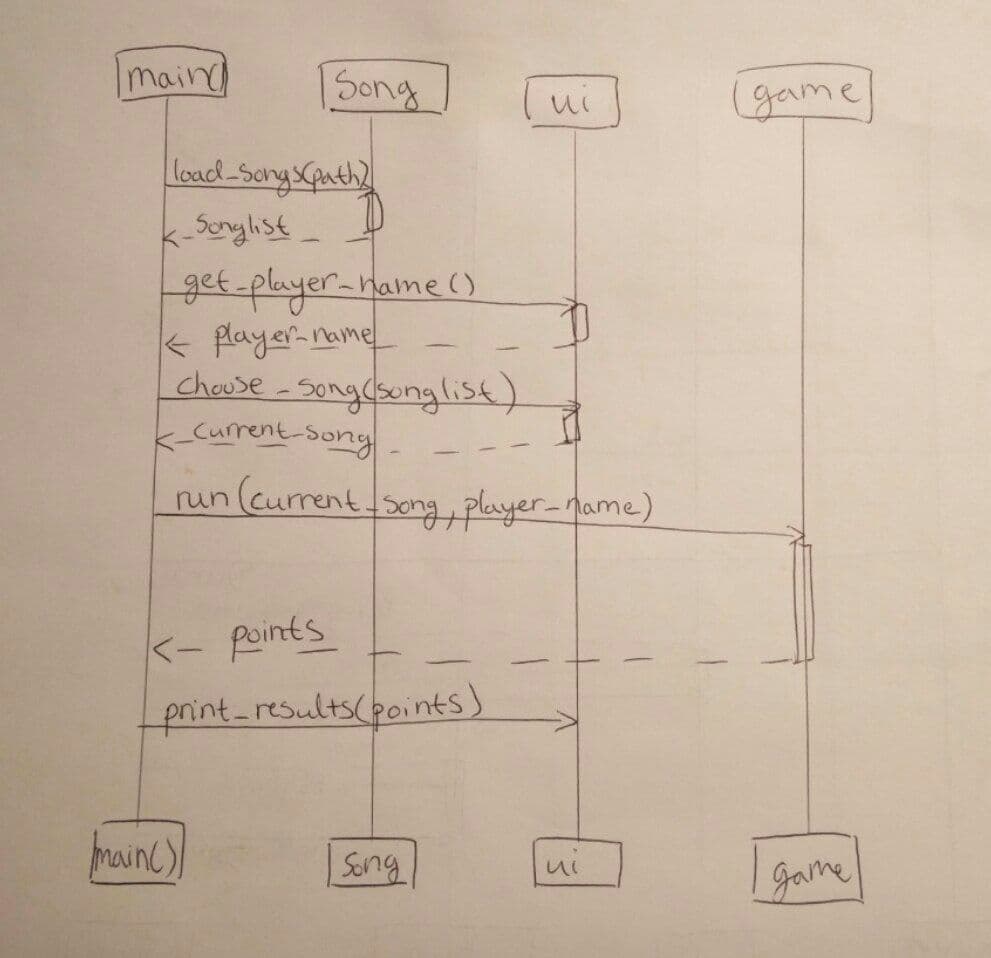 main()
Song
ui
game
load_songs(path)
songlist
get_player_name()
player_name
choose_song(songlist)
current_song
run(current_song, player_name)
points
print_results(points)
main()
song
ui
game